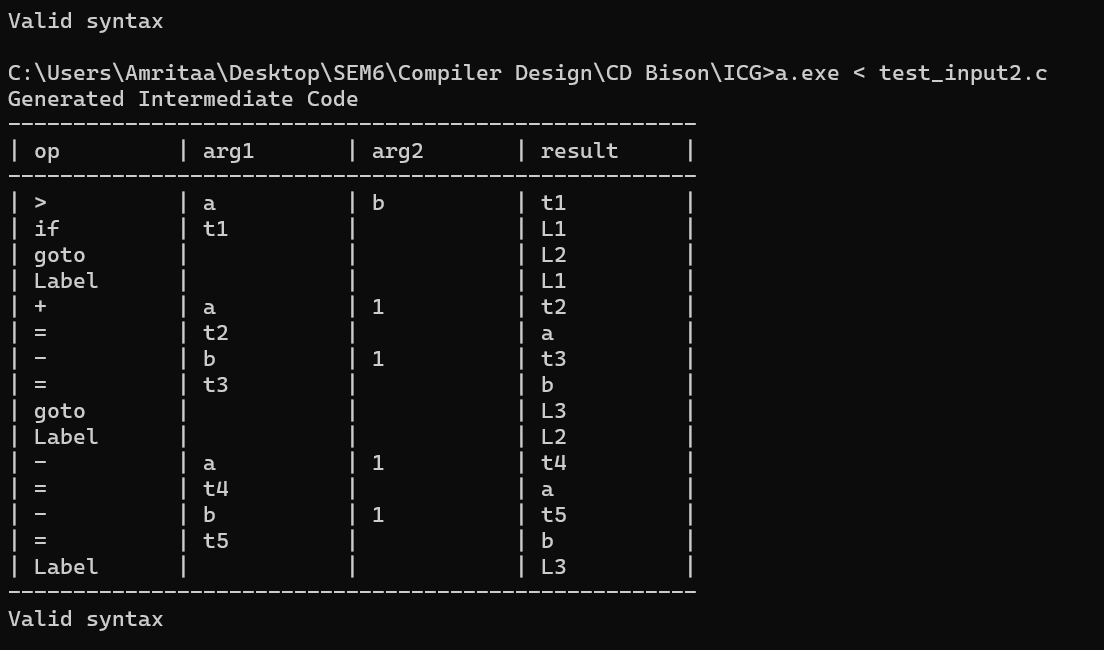 Valid syntax
C:\Users\Amritaa\Desktop\SEM6\Compiler Design\CD Bison\ICG>a.exe < test_input2.c
Generated Intermediate Code
-----------------------------------------------------
| op         | arg1       | arg2       | result     |
-----------------------------------------------------
| >          | a          | b          | t1         |
| if         | t1         |            | L1         |
| goto       |            |            | L2         |
| Label      |            |            | L1         |
| +          | a          | 1          | t2         |
| =          | t2         |            | a          |
| -          | b          | 1          | t3         |
| =          | t3         |            | b          |
| goto       |            |            | L3         |
| Label      |            |            | L2         |
| -          | a          | 1          | t4         |
| =          | t4         |            | a          |
| -          | b          | 1          | t5         |
| =          | t5         |            | b          |
| Label      |            |            | L3         |
-----------------------------------------------------
Valid syntax